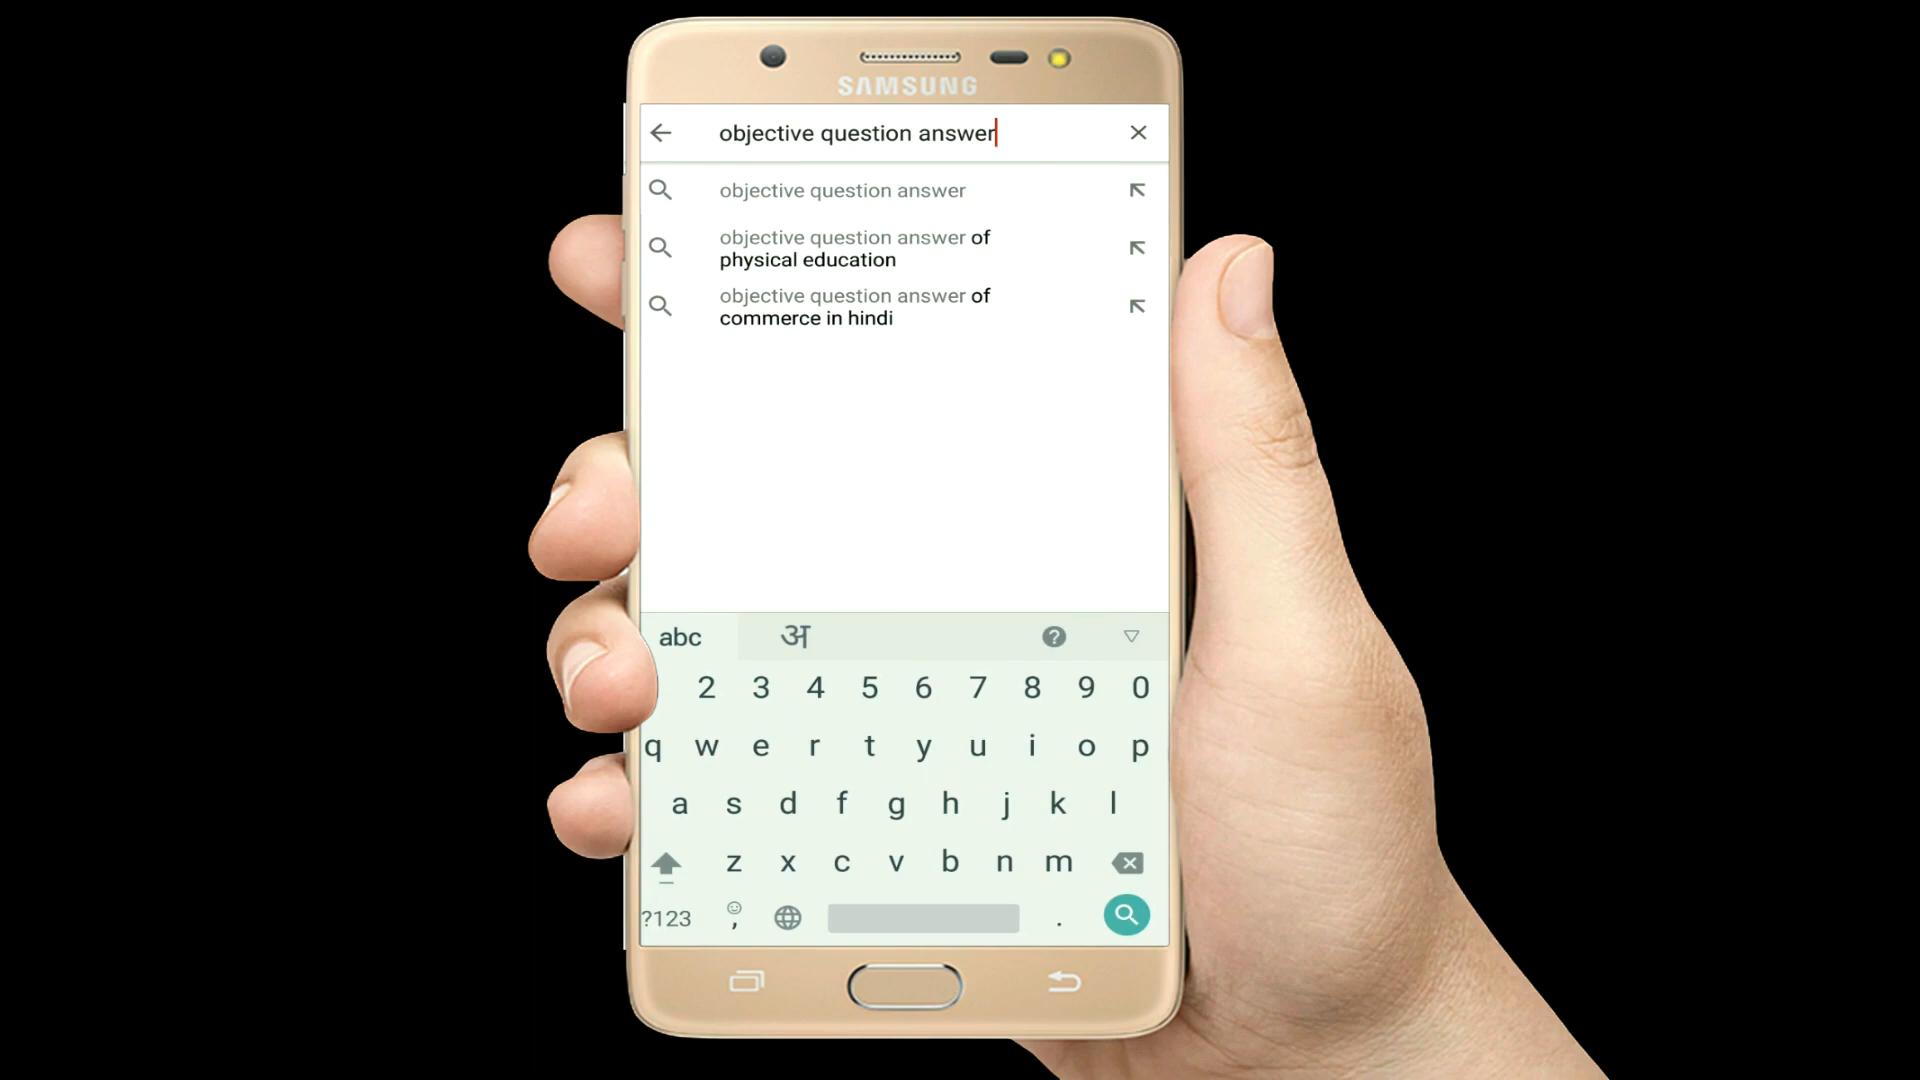 SAMSUNG
objective question answer
objective question answer
objective question answer of
physical education
objective question answer of
commerce in hindi
abc अ ?
2 3 4 5 6 7 8 9 0
q w e r t y u i o p
a s d f g h j k l
z x c v b n m
?123 , .